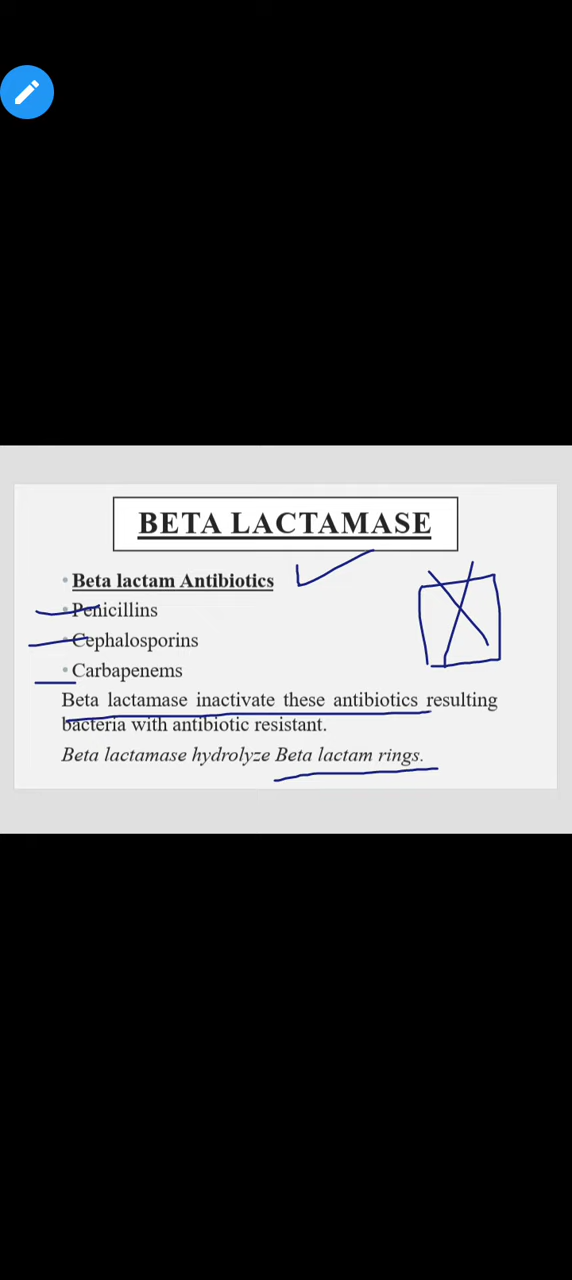 BETA LACTAMASE
• Beta lactam Antibiotics
• Penicillins
• Cephalosporins
• Carbapenems
Beta lactamase inactivate these antibiotics resulting
bacteria with antibiotic resistant.
Beta lactamase hydrolyze Beta lactam rings.